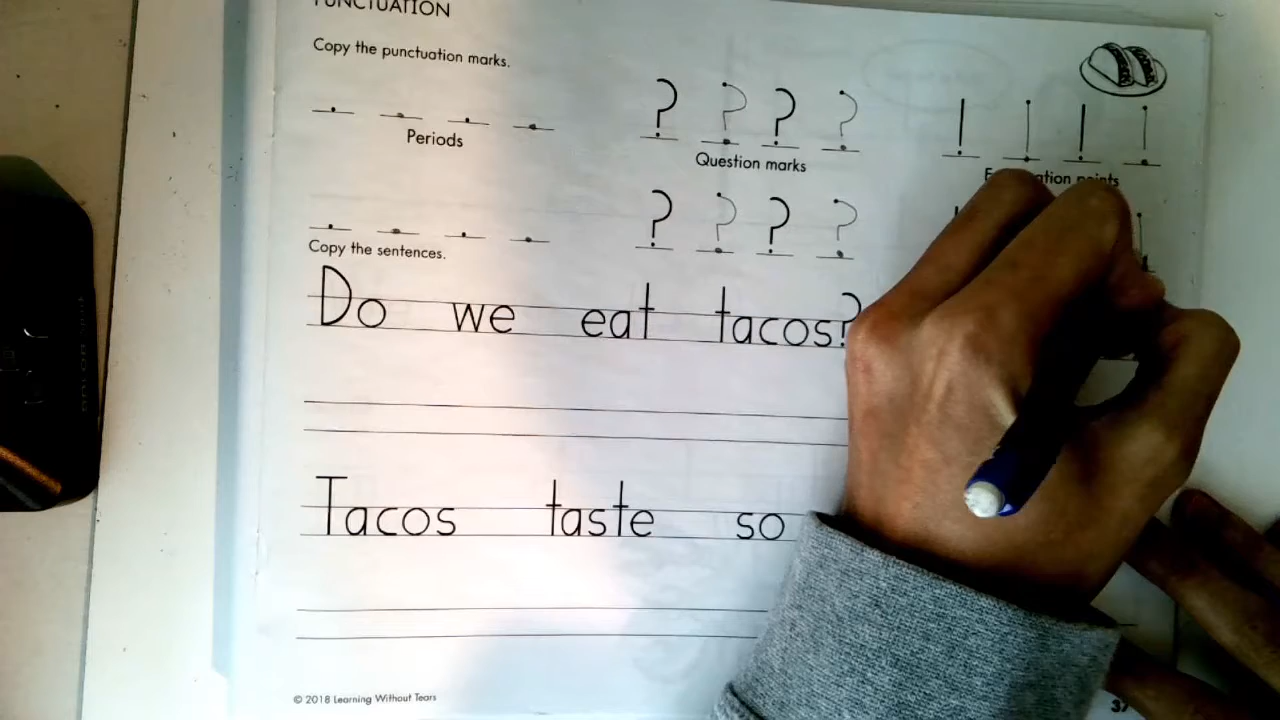 PUNCTUATION
Copy the punctuation marks.
. . . . ? ? ? ? ! ! ! !
Periods Question marks
. . . . ? ? ? ?
Copy the sentences.
Do we eat tacos?
Tacos taste so
© 2018 Learning Without Tears
37